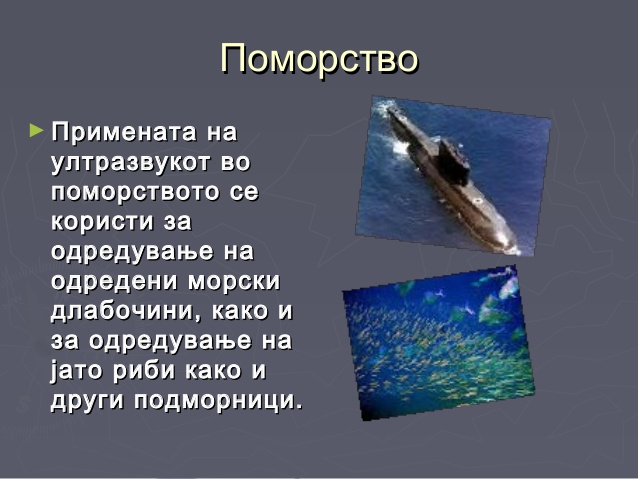 Поморство
Примената на
ултразвукот во
поморството се
користи за
одредување на
одредени морски
длабочини, како и
за одредување на
јато риби како и
други подморници.